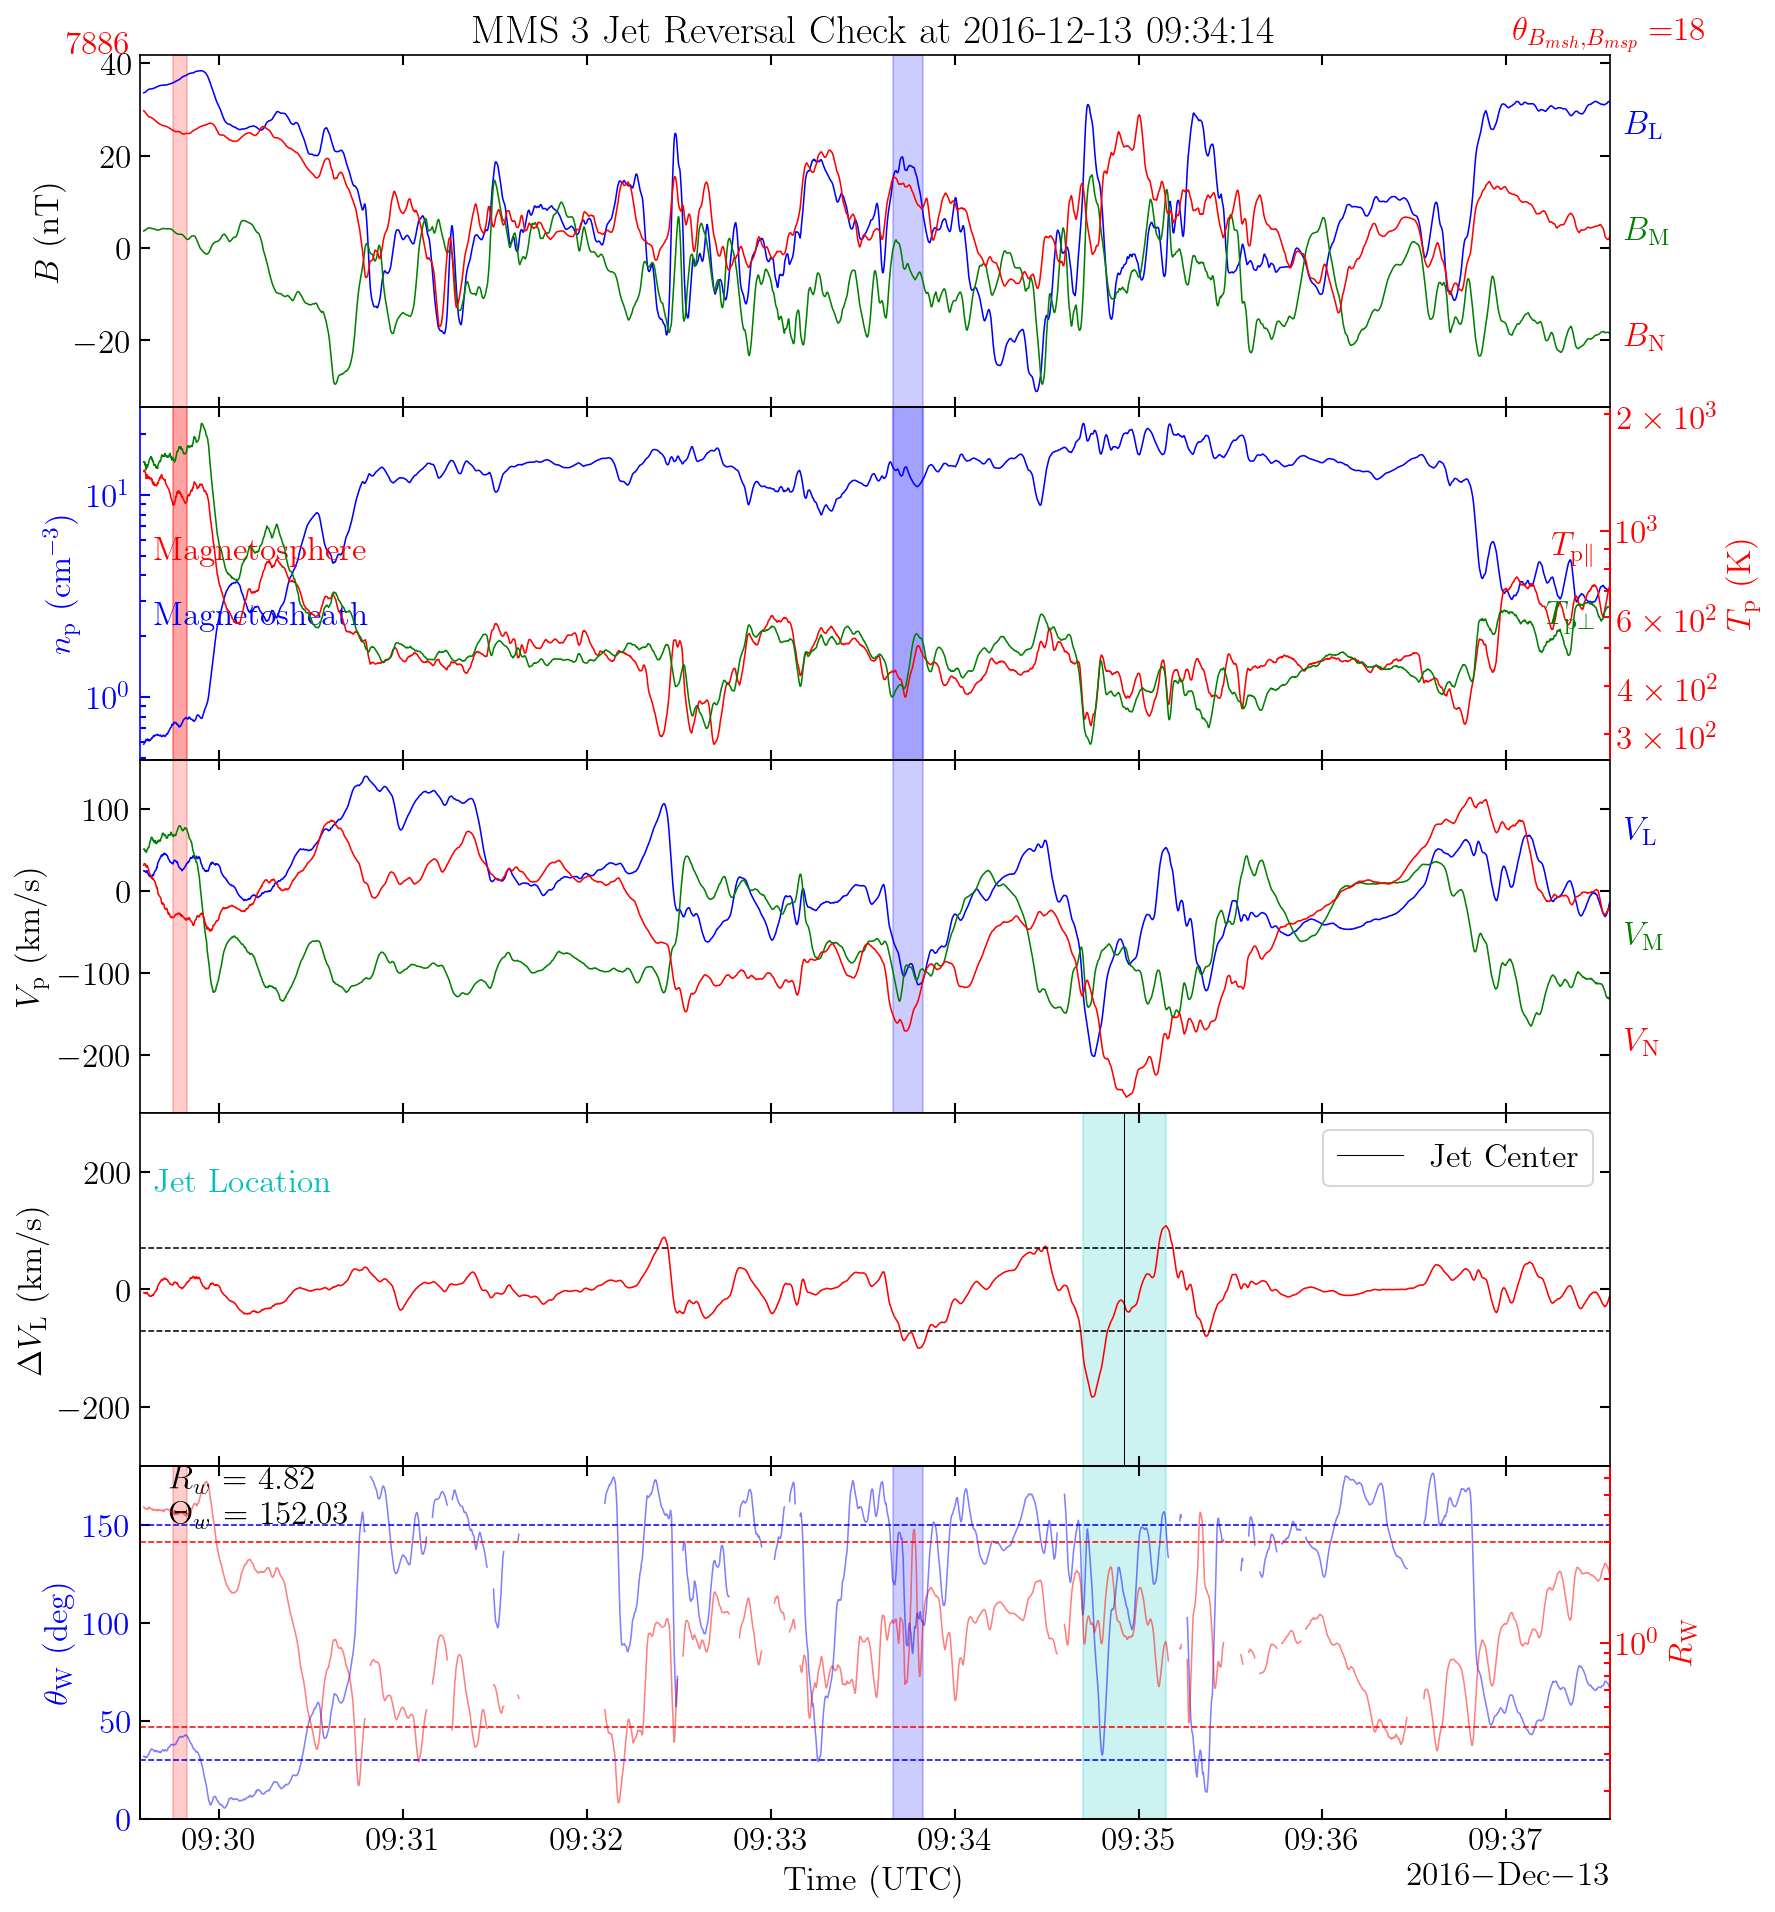 MMS 3 Jet Reversal Check at 2016-12-13 09:34:14
θ_{B_{msh},B_{msp}} =18
7886
40
20
0
−20
B (nT)
B_L
B_M
B_N
10^1
10^0
n_p (cm^{−3})
Magnetosphere
Magnetosheath
T_{p∥}
T_{p⊥}
2 × 10^3
10^3
6 × 10^2
4 × 10^2
3 × 10^2
T_p (K)
100
0
−100
−200
V_p (km/s)
V_L
V_M
V_N
200
0
−200
ΔV_L (km/s)
Jet Location
Jet Center
R_w = 4.82
Θ_w = 152.03
150
100
50
0
θ_W (deg)
10^0
R_W
09:30 09:31 09:32 09:33 09:34 09:35 09:36 09:37
Time (UTC)
2016−Dec−13